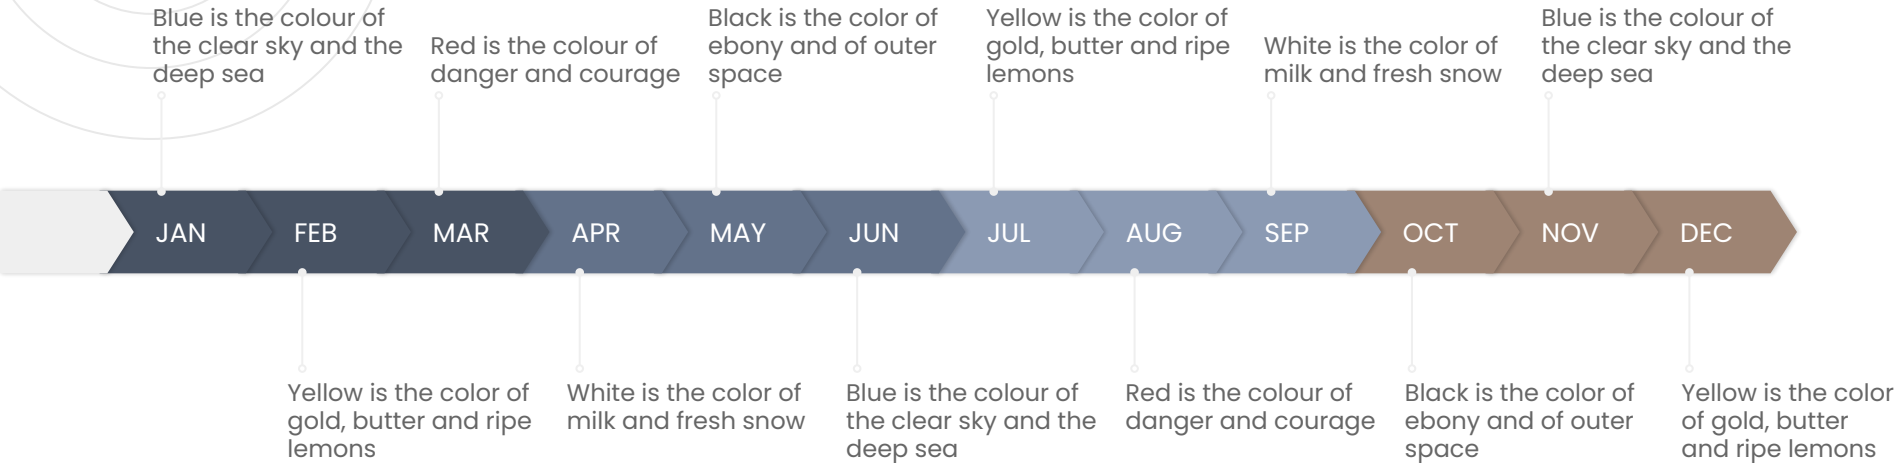 Blue is the colour of
the clear sky and the
deep sea
Red is the colour of
danger and courage
Black is the color of
ebony and of outer
space
Yellow is the color of
gold, butter and ripe
lemons
White is the color of
milk and fresh snow
Blue is the colour of
the clear sky and the
deep sea
JAN
FEB
MAR
APR
MAY
JUN
JUL
AUG
SEP
OCT
NOV
DEC
Yellow is the color of
gold, butter and ripe
lemons
White is the color of
milk and fresh snow
Blue is the colour of
the clear sky and the
deep sea
Red is the colour of
danger and courage
Black is the color of
ebony and of outer
space
Yellow is the color
of gold, butter
and ripe lemons